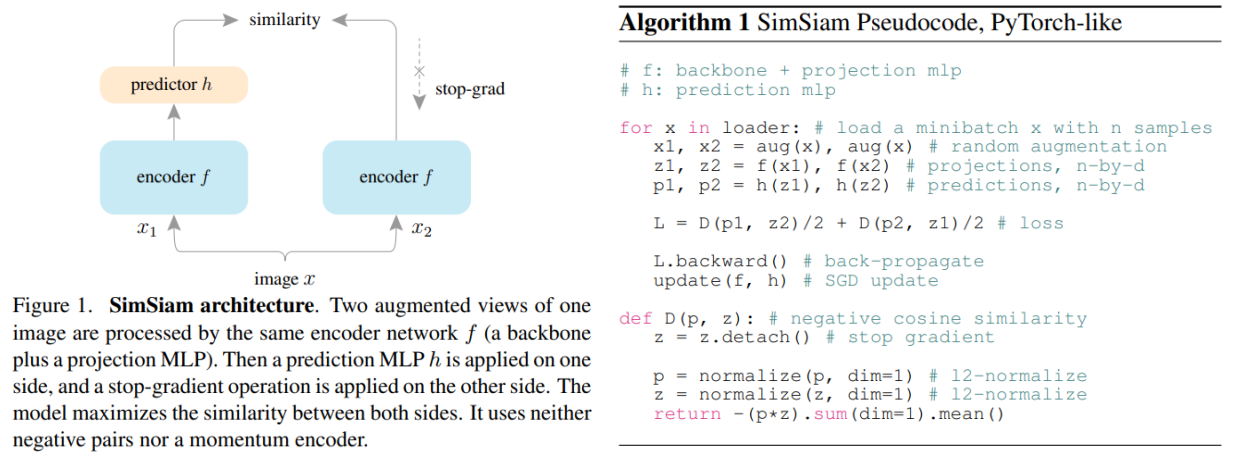 similarity
predictor h
stop-grad
encoder f
encoder f
x1
x2
image x
Figure 1. SimSiam architecture. Two augmented views of one
image are processed by the same encoder network f (a backbone
plus a projection MLP). Then a prediction MLP h is applied on one
side, and a stop-gradient operation is applied on the other side. The
model maximizes the similarity between both sides. It uses neither
negative pairs nor a momentum encoder.
Algorithm 1 SimSiam Pseudocode, PyTorch-like
# f: backbone + projection mlp
# h: prediction mlp
for x in loader: # load a minibatch x with n samples
x1, x2 = aug(x), aug(x) # random augmentation
z1, z2 = f(x1), f(x2) # projections, n-by-d
p1, p2 = h(z1), h(z2) # predictions, n-by-d
L = D(p1, z2)/2 + D(p2, z1)/2 # loss
L.backward() # back-propagate
update(f, h) # SGD update
def D(p, z): # negative cosine similarity
z = z.detach() # stop gradient
p = normalize(p, dim=1) # l2-normalize
z = normalize(z, dim=1) # l2-normalize
return -(p*z).sum(dim=1).mean()